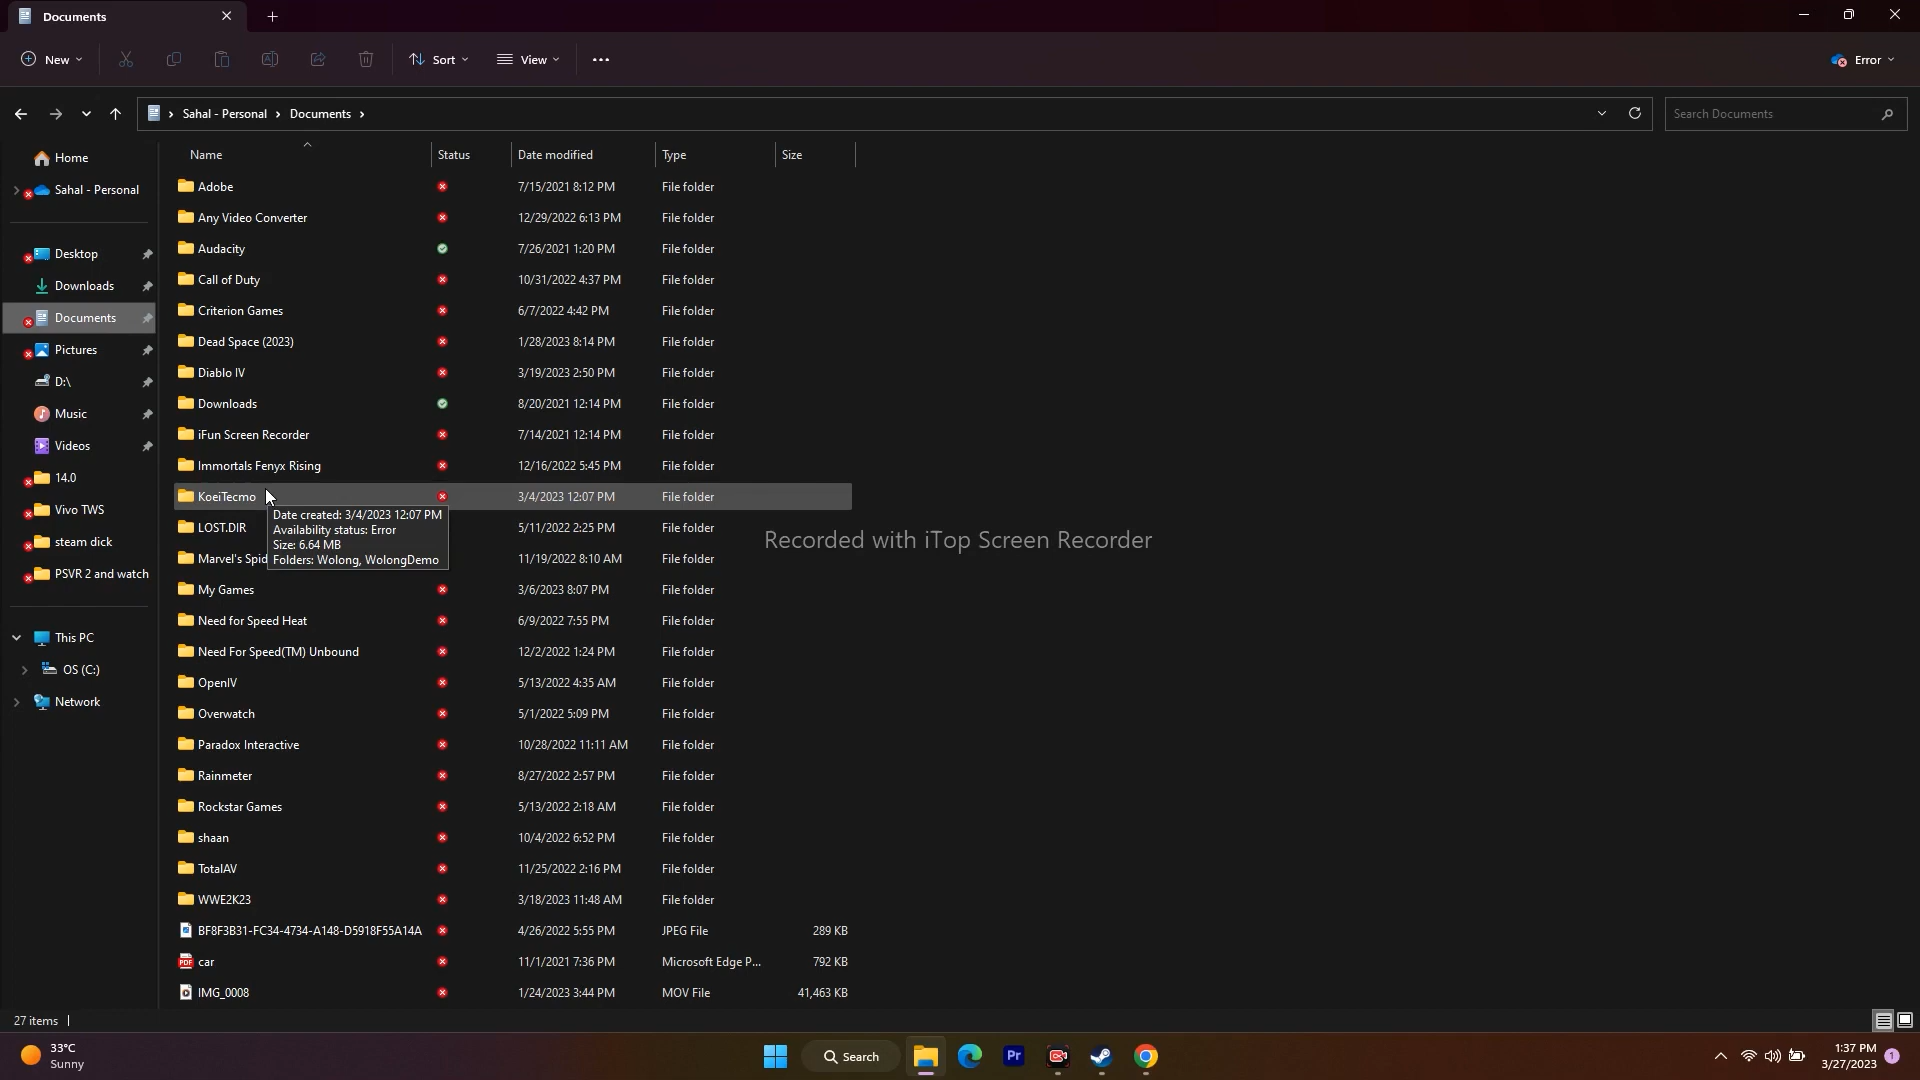 Documents
New
Sort
View
Error
Sahal - Personal
Documents
Search Documents
Name
Status
Date modified
Type
Size
Home
Sahal - Personal
Desktop
Downloads
Documents
Pictures
D:\
Music
Videos
14.0
Vivo TWS
steam dick
PSVR 2 and watch
This PC
OS (C:)
Network
Adobe 7/15/2021 8:12 PM File folder
Any Video Converter 12/29/2022 6:13 PM File folder
Audacity 7/26/2021 1:20 PM File folder
Call of Duty 10/31/2022 4:37 PM File folder
Criterion Games 6/7/2022 4:42 PM File folder
Dead Space (2023) 1/28/2023 8:14 PM File folder
Diablo IV 3/19/2023 2:50 PM File folder
Downloads 8/20/2021 12:14 PM File folder
iFun Screen Recorder 7/14/2021 12:14 PM File folder
Immortals Fenyx Rising 12/16/2022 5:45 PM File folder
KoeiTecmo 3/4/2023 12:07 PM File folder
Date created: 3/4/2023 12:07 PM
Availability status: Error
Size: 6.64 MB
Folders: Wolong, WolongDemo
LOST.DIR 5/11/2022 2:25 PM File folder
Marvel's Spid 11/19/2022 8:10 AM File folder
My Games 3/6/2023 8:07 PM File folder
Need for Speed Heat 6/9/2022 7:55 PM File folder
Need For Speed(TM) Unbound 12/2/2022 1:24 PM File folder
OpenIV 5/13/2022 4:35 AM File folder
Overwatch 5/1/2022 5:09 PM File folder
Paradox Interactive 10/28/2022 11:11 AM File folder
Rainmeter 8/27/2022 2:57 PM File folder
Rockstar Games 5/13/2022 2:18 AM File folder
shaan 10/4/2022 6:52 PM File folder
TotalAV 11/25/2022 2:16 PM File folder
WWE2K23 3/18/2023 11:48 AM File folder
BF8F3B31-FC34-4734-A148-D5918F55A14A 4/26/2022 5:55 PM JPEG File 289 KB
PDF car 11/1/2021 7:36 PM Microsoft Edge P... 792 KB
IMG_0008 1/24/2023 3:44 PM MOV File 41,463 KB
Recorded with iTop Screen Recorder
27 items
33°C
Sunny
Search
Pr
1:37 PM
3/27/2023
1